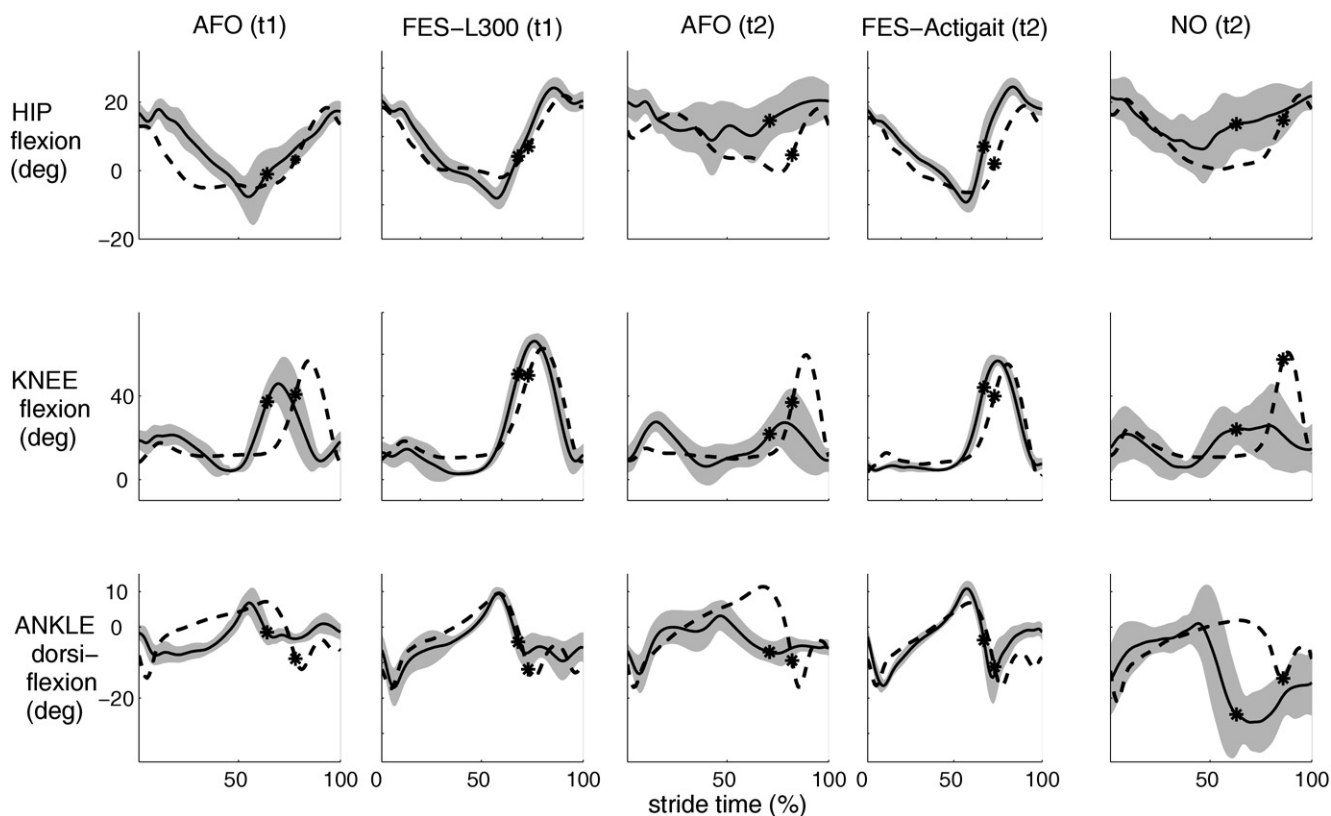 AFO (t1)
FES–L300 (t1)
AFO (t2)
FES–Actigait (t2)
NO (t2)
HIP
flexion
(deg)
20
0
−20
KNEE
flexion
(deg)
40
0
ANKLE
dorsi–
flexion
(deg)
10
0
−20
50
100
0
50
100
50
100
0
50
100
50
100
stride time (%)